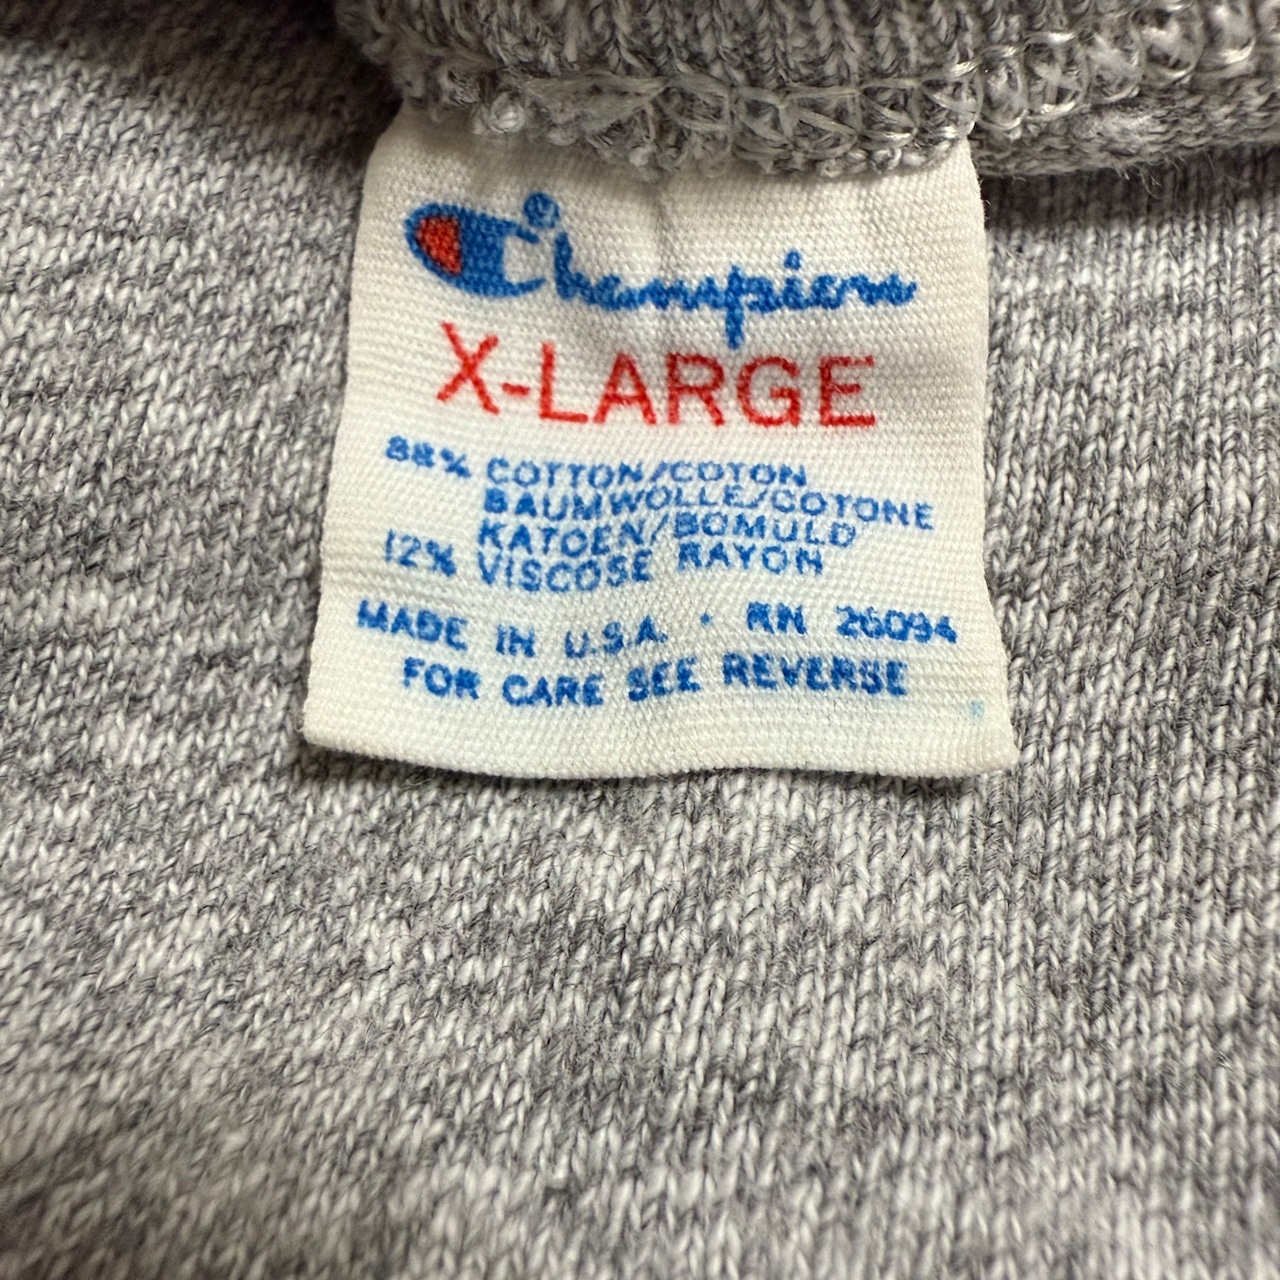 Champion
X-LARGE
88% COTTON/COTON
BAUMWOLLE/COTONE
KATOEN/BOMULD
12% VISCOSE RAYON
MADE IN U.S.A. · RN 26094
FOR CARE SEE REVERSE